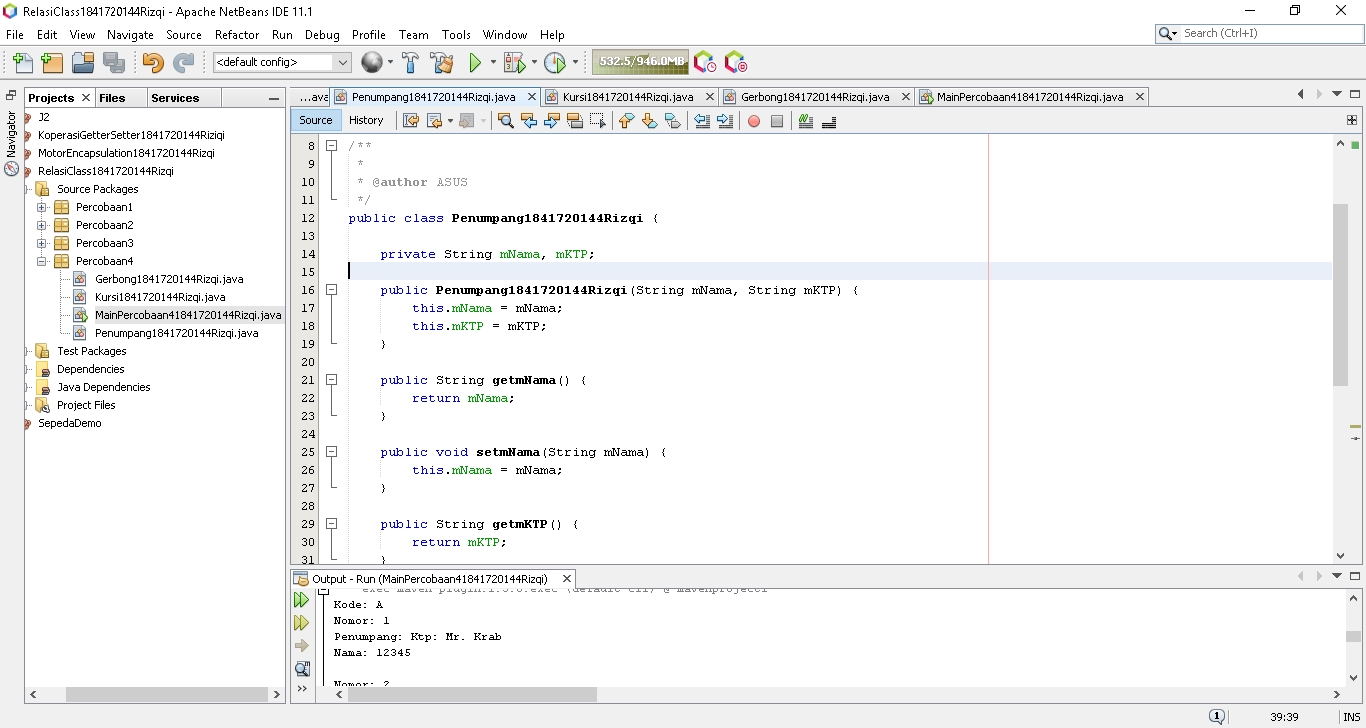 RelasiClass1841720144Rizqi - Apache NetBeans IDE 11.1
File Edit View Navigate Source Refactor Run Debug Profile Team Tools Window Help
Search (Ctrl+I)
<default config>
532.5/946.0MB
Projects Files Services
...ava Penumpang1841720144Rizqi.java Kursi1841720144Rizqi.java Gerbong1841720144Rizqi.java MainPercobaan41841720144Rizqi.java
Navigator
J2
KoperasiGetterSetter1841720144Riziqi
MotorEncapsulation1841720144Rizqi
RelasiClass1841720144Rizqi
Source Packages
Percobaan1
Percobaan2
Percobaan3
Percobaan4
Gerbong1841720144Rizqi.java
Kursi1841720144Rizqi.java
MainPercobaan41841720144Rizqi.java
Penumpang1841720144Rizqi.java
Test Packages
Dependencies
Java Dependencies
Project Files
SepedaDemo
Source History
8 /**
9 *
10 * @author ASUS
11 */
12 public class Penumpang1841720144Rizqi {
13
14 private String mNama, mKTP;
15
16 public Penumpang1841720144Rizqi(String mNama, String mKTP) {
17 this.mNama = mNama;
18 this.mKTP = mKTP;
19 }
20
21 public String getmNama() {
22 return mNama;
23 }
24
25 public void setmNama(String mNama) {
26 this.mNama = mNama;
27 }
28
29 public String getmKTP() {
30 return mKTP;
31 }
Output - Run (MainPercobaan41841720144Rizqi)
Kode: A
Nomor: 1
Penumpang: Ktp: Mr. Krab
Nama: 12345
Nomor: 2
1
39:39
INS